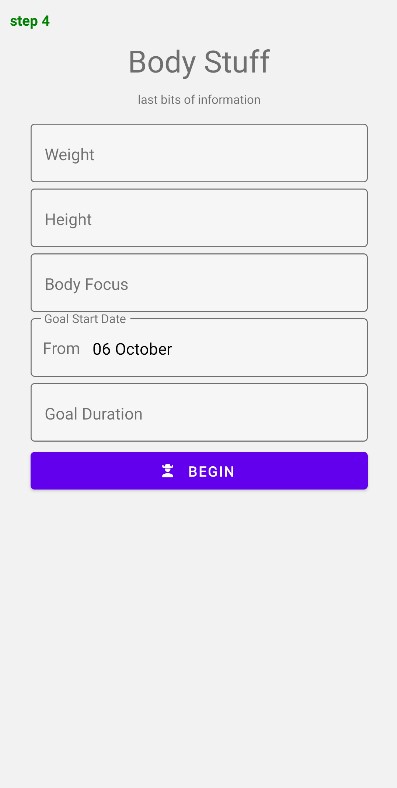 step 4
Body Stuff
last bits of information
Weight
Height
Body Focus
Goal Start Date
From 06 October
Goal Duration
BEGIN